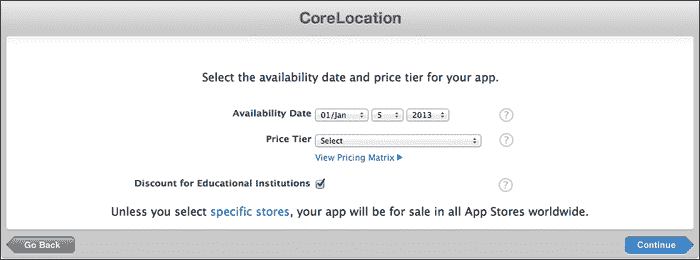 CoreLocation
Select the availability date and price tier for your app.
Availability Date 01/Jan 5 2013 ?
Price Tier Select ?
View Pricing Matrix ▶
Discount for Educational Institutions ?
Unless you select specific stores, your app will be for sale in all App Stores worldwide.
Go Back Continue